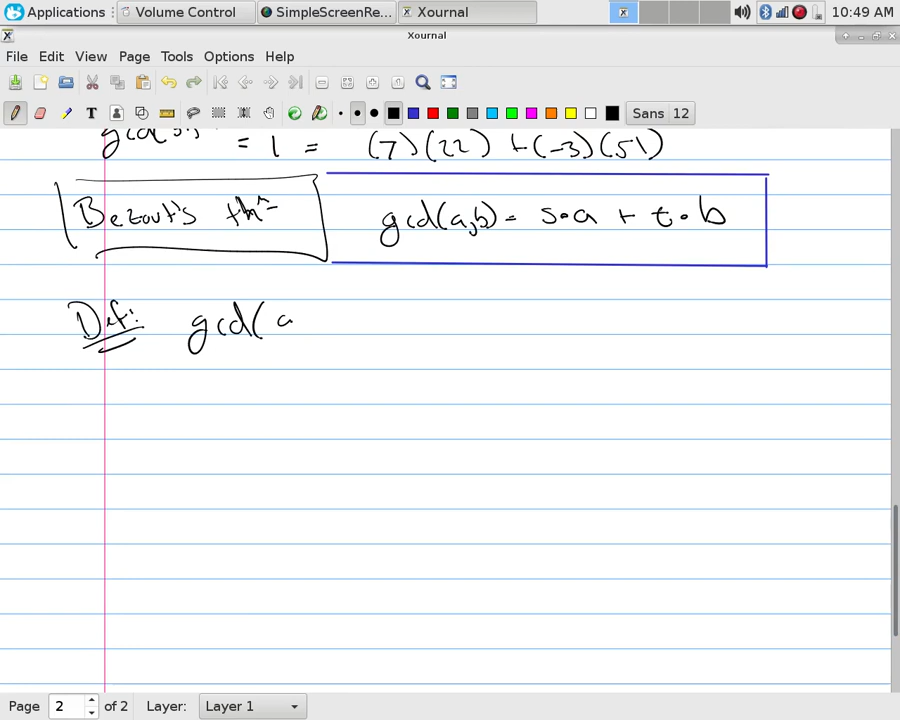 Applications Volume Control SimpleScreenRe... Xournal 10:49 AM
Xournal
File Edit View Page Tools Options Help
Sans 12
= 1 = (7)(22) + (-3)(51)
Bezout's thm gcd(a,b) = s•a + t•b
Def: gcd( a
Page 2 of 2 Layer: Layer 1